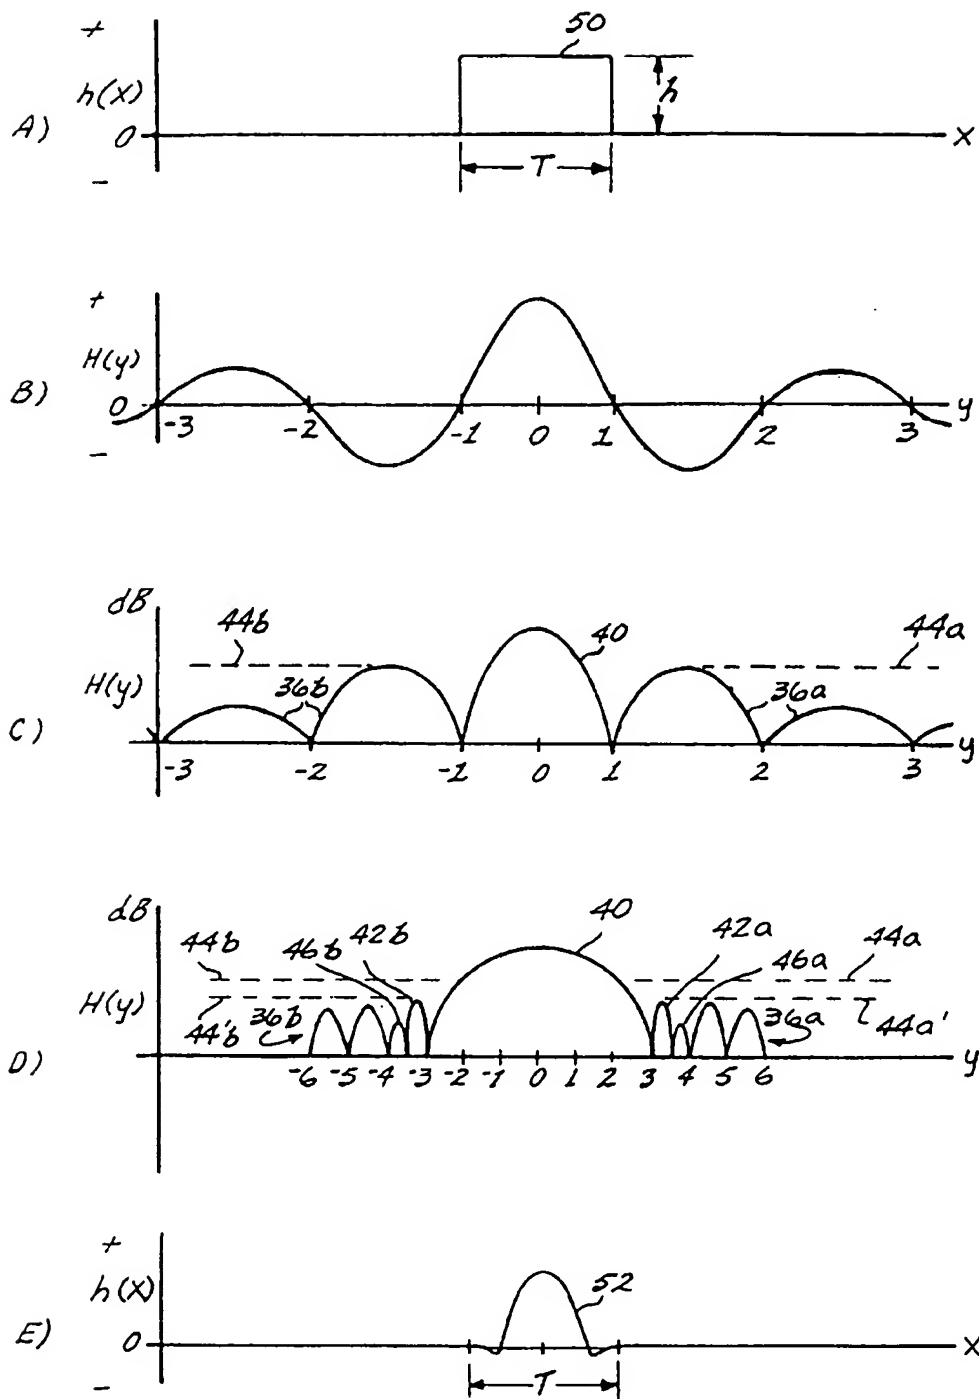 +
50
h(x)
h
A)
0
x
T
-
+
H(y)
B)
0
y
-3 -2 -1 0 1 2 3
-
dB
44b 40 44a
H(y)
36b 36a
C)
y
-3 -2 -1 0 1 2 3
dB
40
44b 46b 42b 42a 46a 44a
H(y)
44'b 36b 36a 44a'
D)
-6 -5 -4 -3 -2 -1 0 1 2 3 4 5 6 y
+
h(x)
52
E)
0
x
T
-